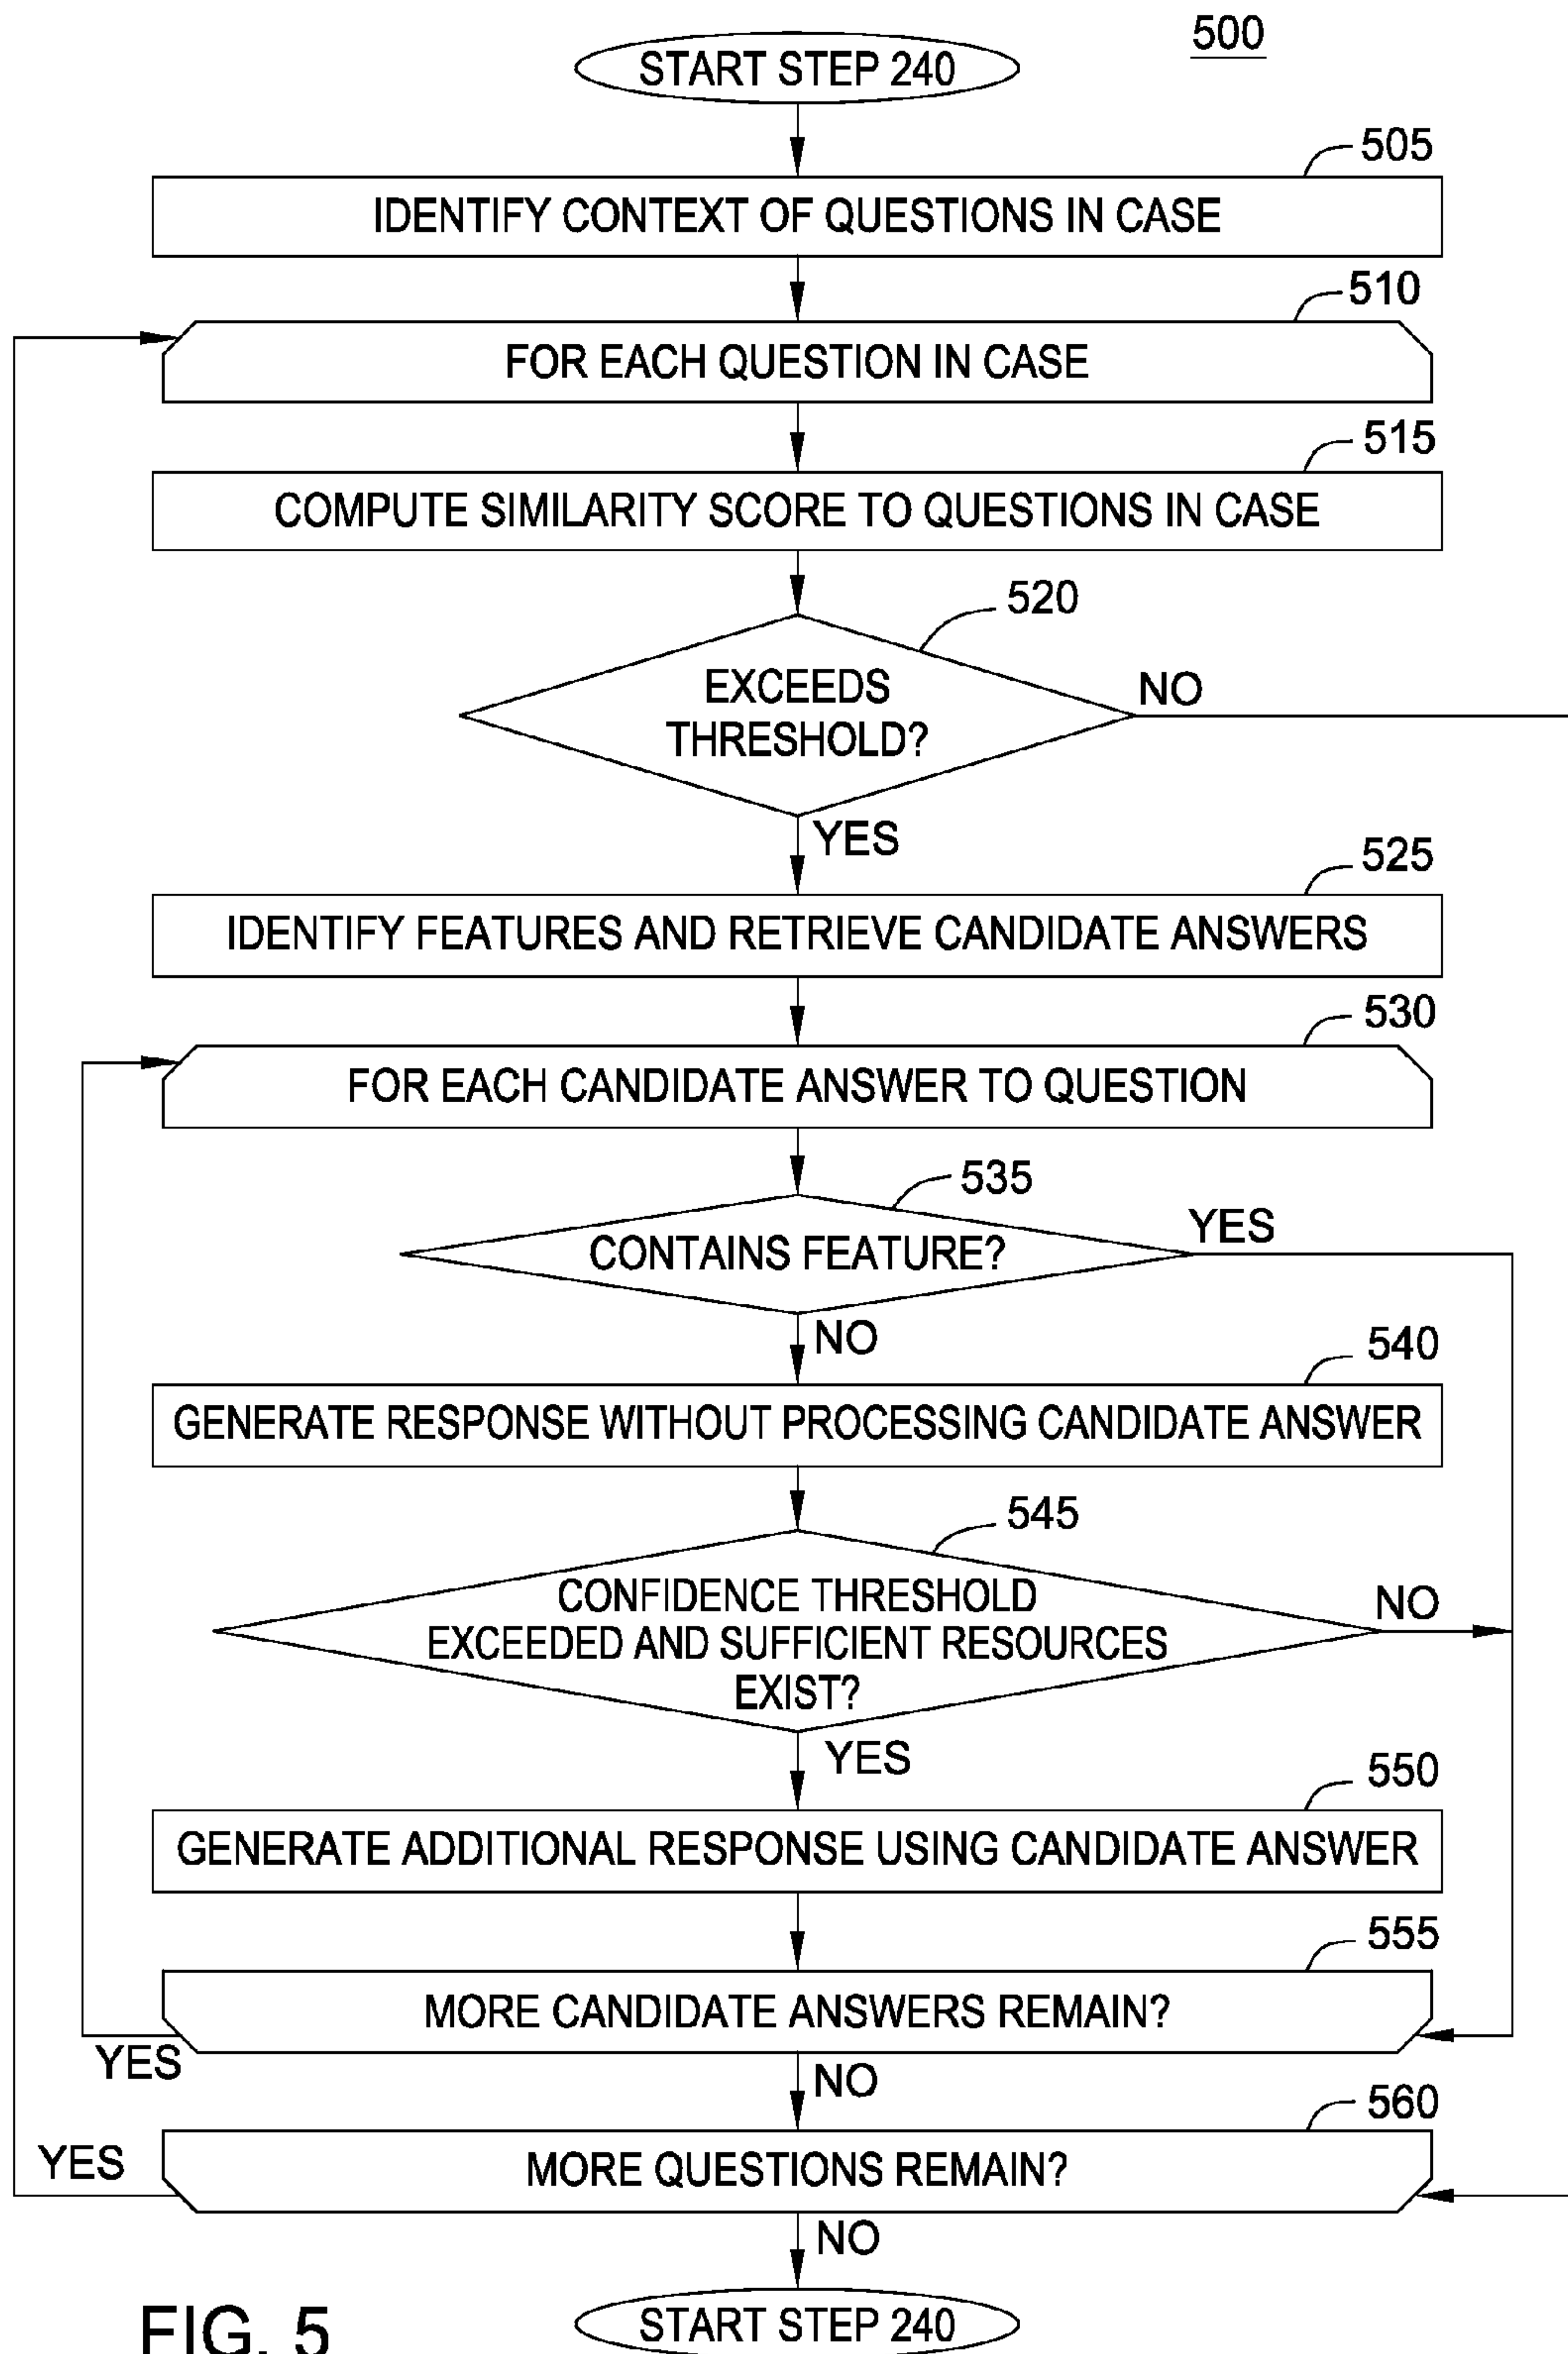 500
START STEP 240
505
IDENTIFY CONTEXT OF QUESTIONS IN CASE
510
FOR EACH QUESTION IN CASE
515
COMPUTE SIMILARITY SCORE TO QUESTIONS IN CASE
520
EXCEEDS
THRESHOLD?
NO
YES
525
IDENTIFY FEATURES AND RETRIEVE CANDIDATE ANSWERS
530
FOR EACH CANDIDATE ANSWER TO QUESTION
535
CONTAINS FEATURE?
YES
NO
540
GENERATE RESPONSE WITHOUT PROCESSING CANDIDATE ANSWER
545
CONFIDENCE THRESHOLD
EXCEEDED AND SUFFICIENT RESOURCES
EXIST?
NO
YES
550
GENERATE ADDITIONAL RESPONSE USING CANDIDATE ANSWER
555
MORE CANDIDATE ANSWERS REMAIN?
YES
NO
560
MORE QUESTIONS REMAIN?
YES
NO
START STEP 240
FIG. 5